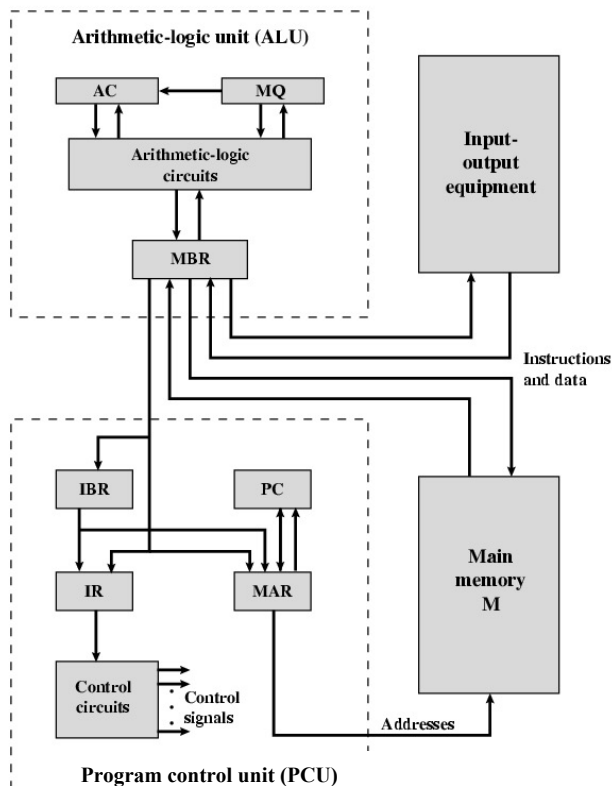 Arithmetic-logic unit (ALU)
AC
MQ
Arithmetic-logic
circuits
MBR
Input-
output
equipment
Instructions
and data
IBR
PC
IR
MAR
Main
memory
M
Control
circuits
Control
signals
Addresses
Program control unit (PCU)